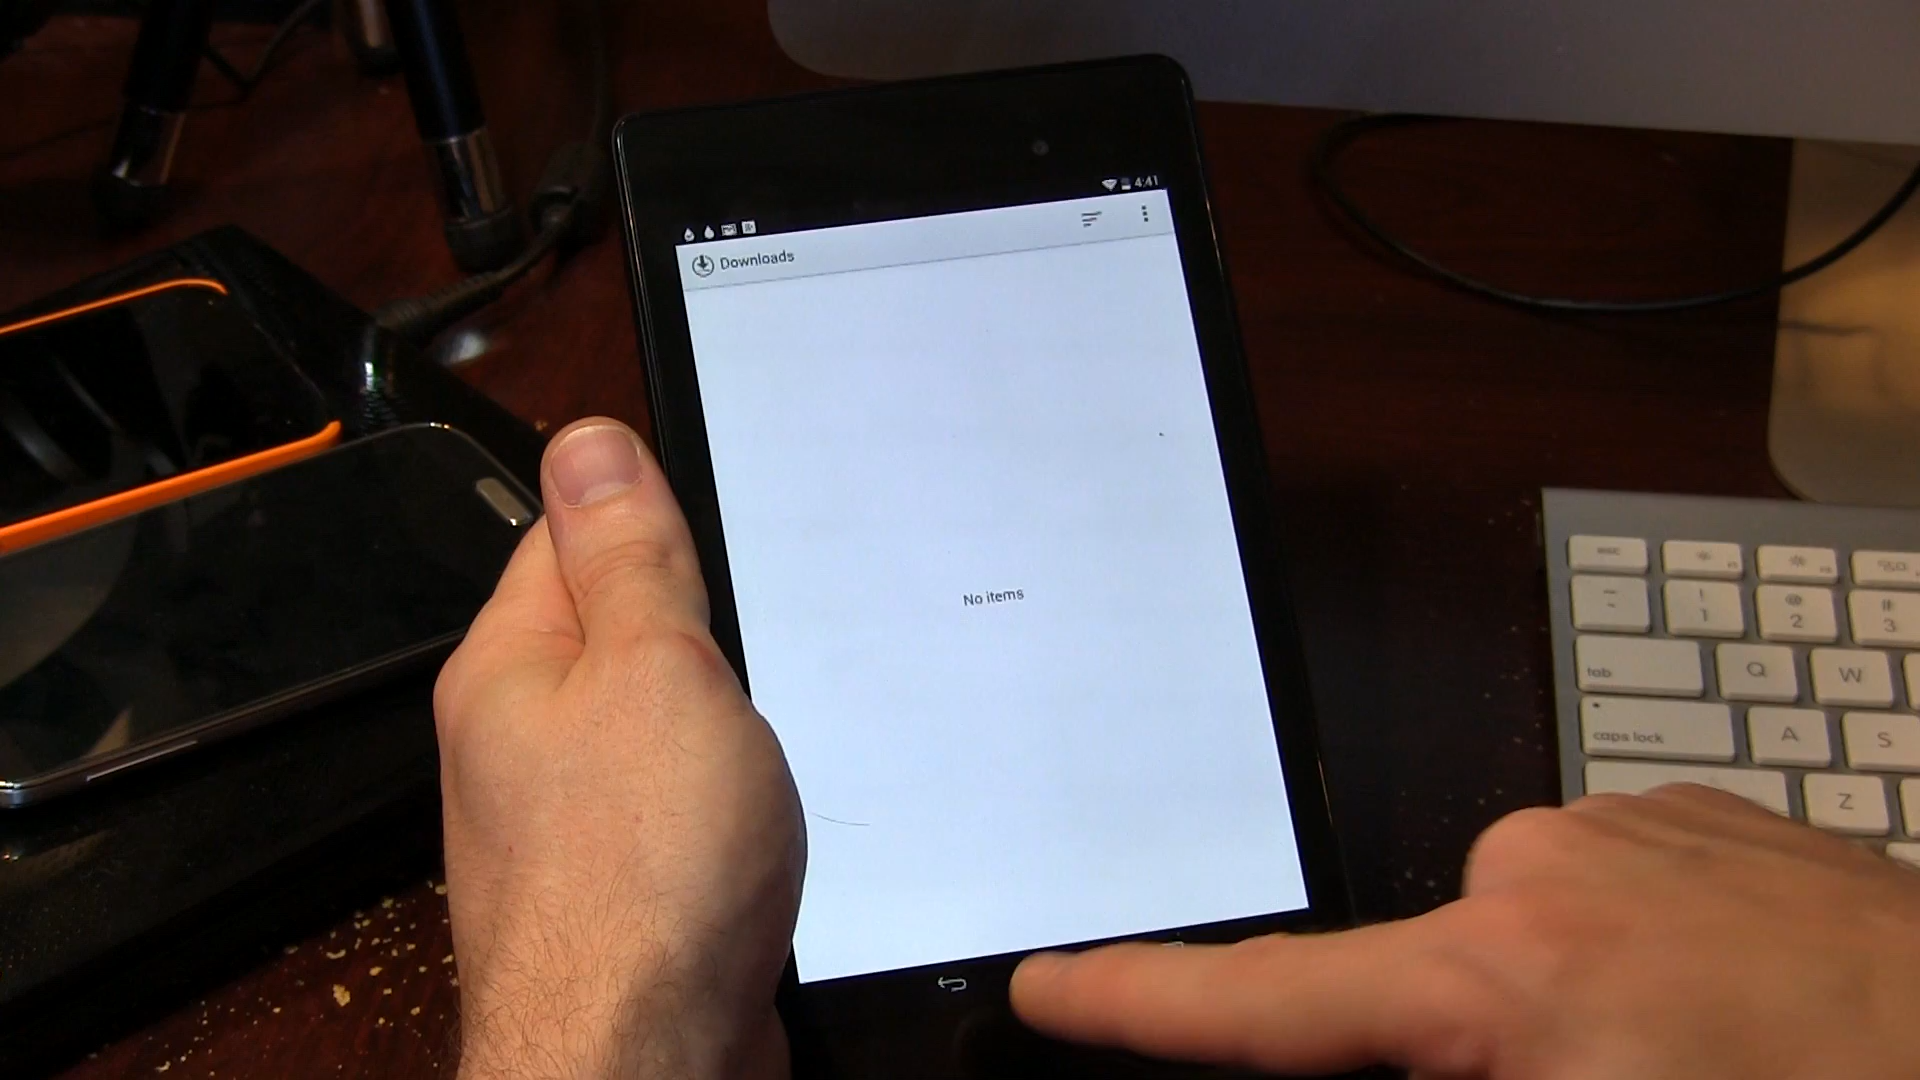 4:41
Downloads
No items
esc
! 1
@ 2
# 3
tab
Q
W
caps lock
A
S
Z